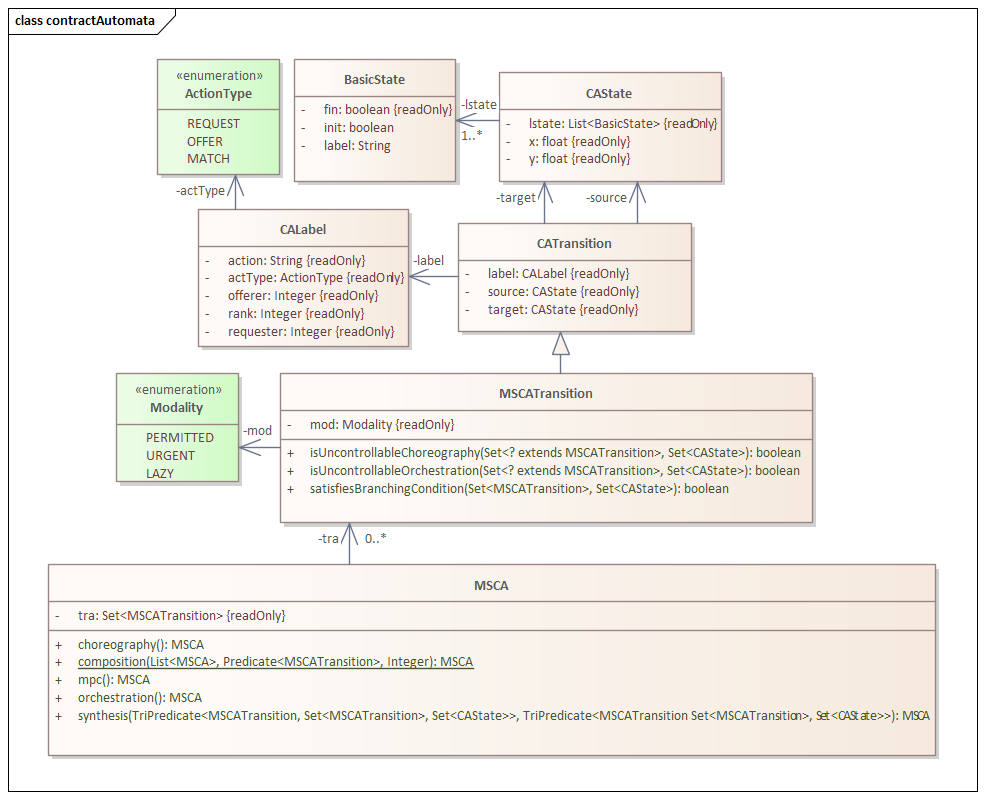 class contractAutomata
«enumeration»
ActionType
REQUEST
OFFER
MATCH
BasicState
- fin: boolean {readOnly}
- init: boolean
- label: String
-lstate
1..*
CAState
- lstate: List<BasicState> {readOnly}
- x: float {readOnly}
- y: float {readOnly}
-actType
-target
-source
CALabel
- action: String {readOnly}
- actType: ActionType {readOnly}
- offerer: Integer {readOnly}
- rank: Integer {readOnly}
- requester: Integer {readOnly}
-label
CATransition
- label: CALabel {readOnly}
- source: CAState {readOnly}
- target: CAState {readOnly}
«enumeration»
Modality
PERMITTED
URGENT
LAZY
-mod
MSCATransition
- mod: Modality {readOnly}
+ isUncontrollableChoreography(Set<? extends MSCATransition>, Set<CAState>): boolean
+ isUncontrollableOrchestration(Set<? extends MSCATransition>, Set<CAState>): boolean
+ satisfiesBranchingCondition(Set<MSCATransition>, Set<CAState>): boolean
-tra
0..*
MSCA
- tra: Set<MSCATransition> {readOnly}
+ choreography(): MSCA
+ composition(List<MSCA>, Predicate<MSCATransition>, Integer): MSCA
+ mpc(): MSCA
+ orchestration(): MSCA
+ synthesis(TriPredicate<MSCATransition, Set<MSCATransition>, Set<CAState>>, TriPredicate<MSCATransition Set<MSCATransition>, Set<CAState>>): MSCA